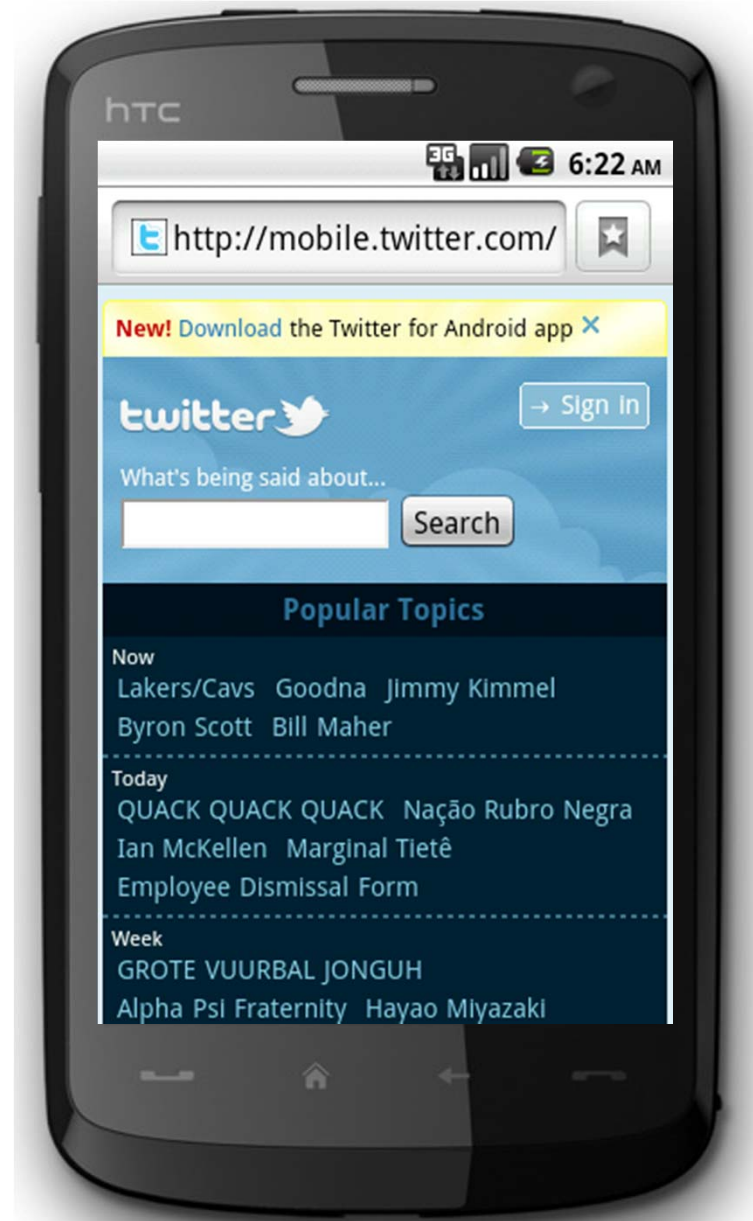 hTC
3G 6:22 AM
http://mobile.twitter.com/
New! Download the Twitter for Android app ×
twitter → Sign in
What's being said about...
Search
Popular Topics
Now
Lakers/Cavs Goodna Jimmy Kimmel
Byron Scott Bill Maher
Today
QUACK QUACK QUACK Nação Rubro Negra
Ian McKellen Marginal Tietê
Employee Dismissal Form
Week
GROTE VUURBAL JONGUH
Alpha Psi Fraternity Hayao Miyazaki